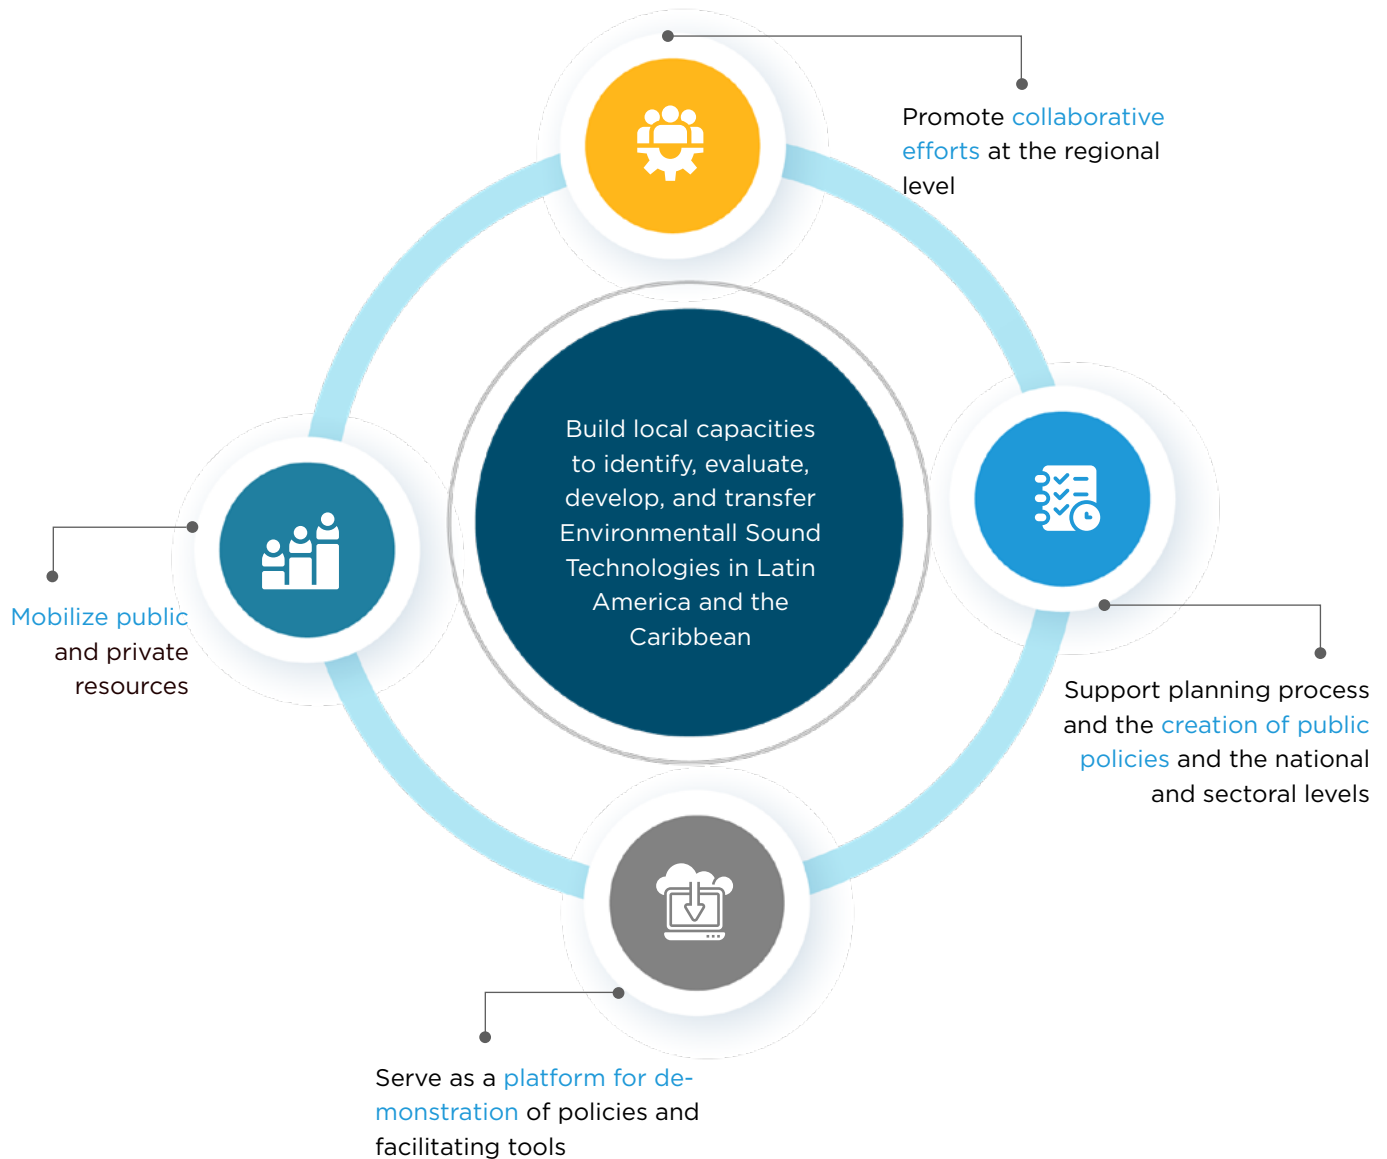 Promote collaborative
efforts at the regional
level
Build local capacities
to identify, evaluate,
develop, and transfer
Environmentall Sound
Technologies in Latin
America and the
Caribbean
Mobilize public
and private
resources
Support planning process
and the creation of public
policies and the national
and sectoral levels
Serve as a platform for de-
monstration of policies and
facilitating tools